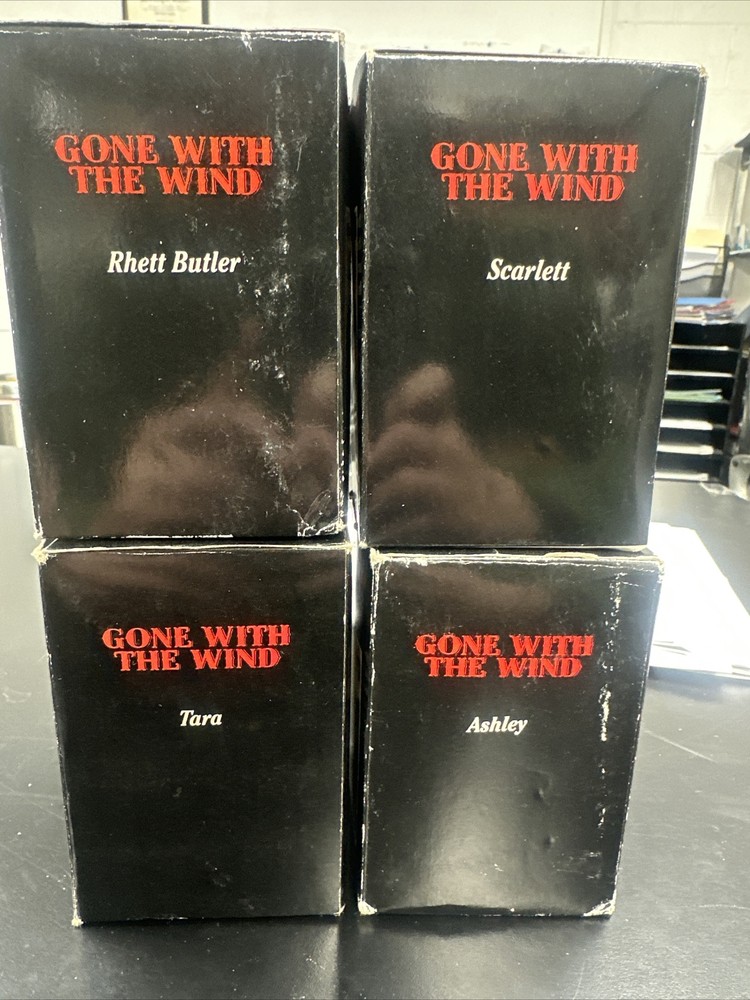 GONE WITH
THE WIND
Rhett Butler
GONE WITH
THE WIND
Scarlett
GONE WITH
THE WIND
Tara
GONE WITH
THE WIND
Ashley